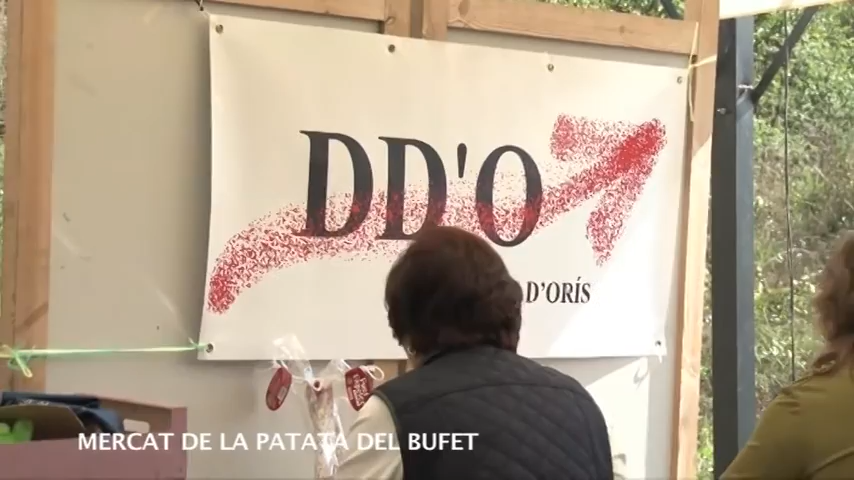 DD'O
D'ORÍS
MERCAT DE LA PATATA DEL BUFET